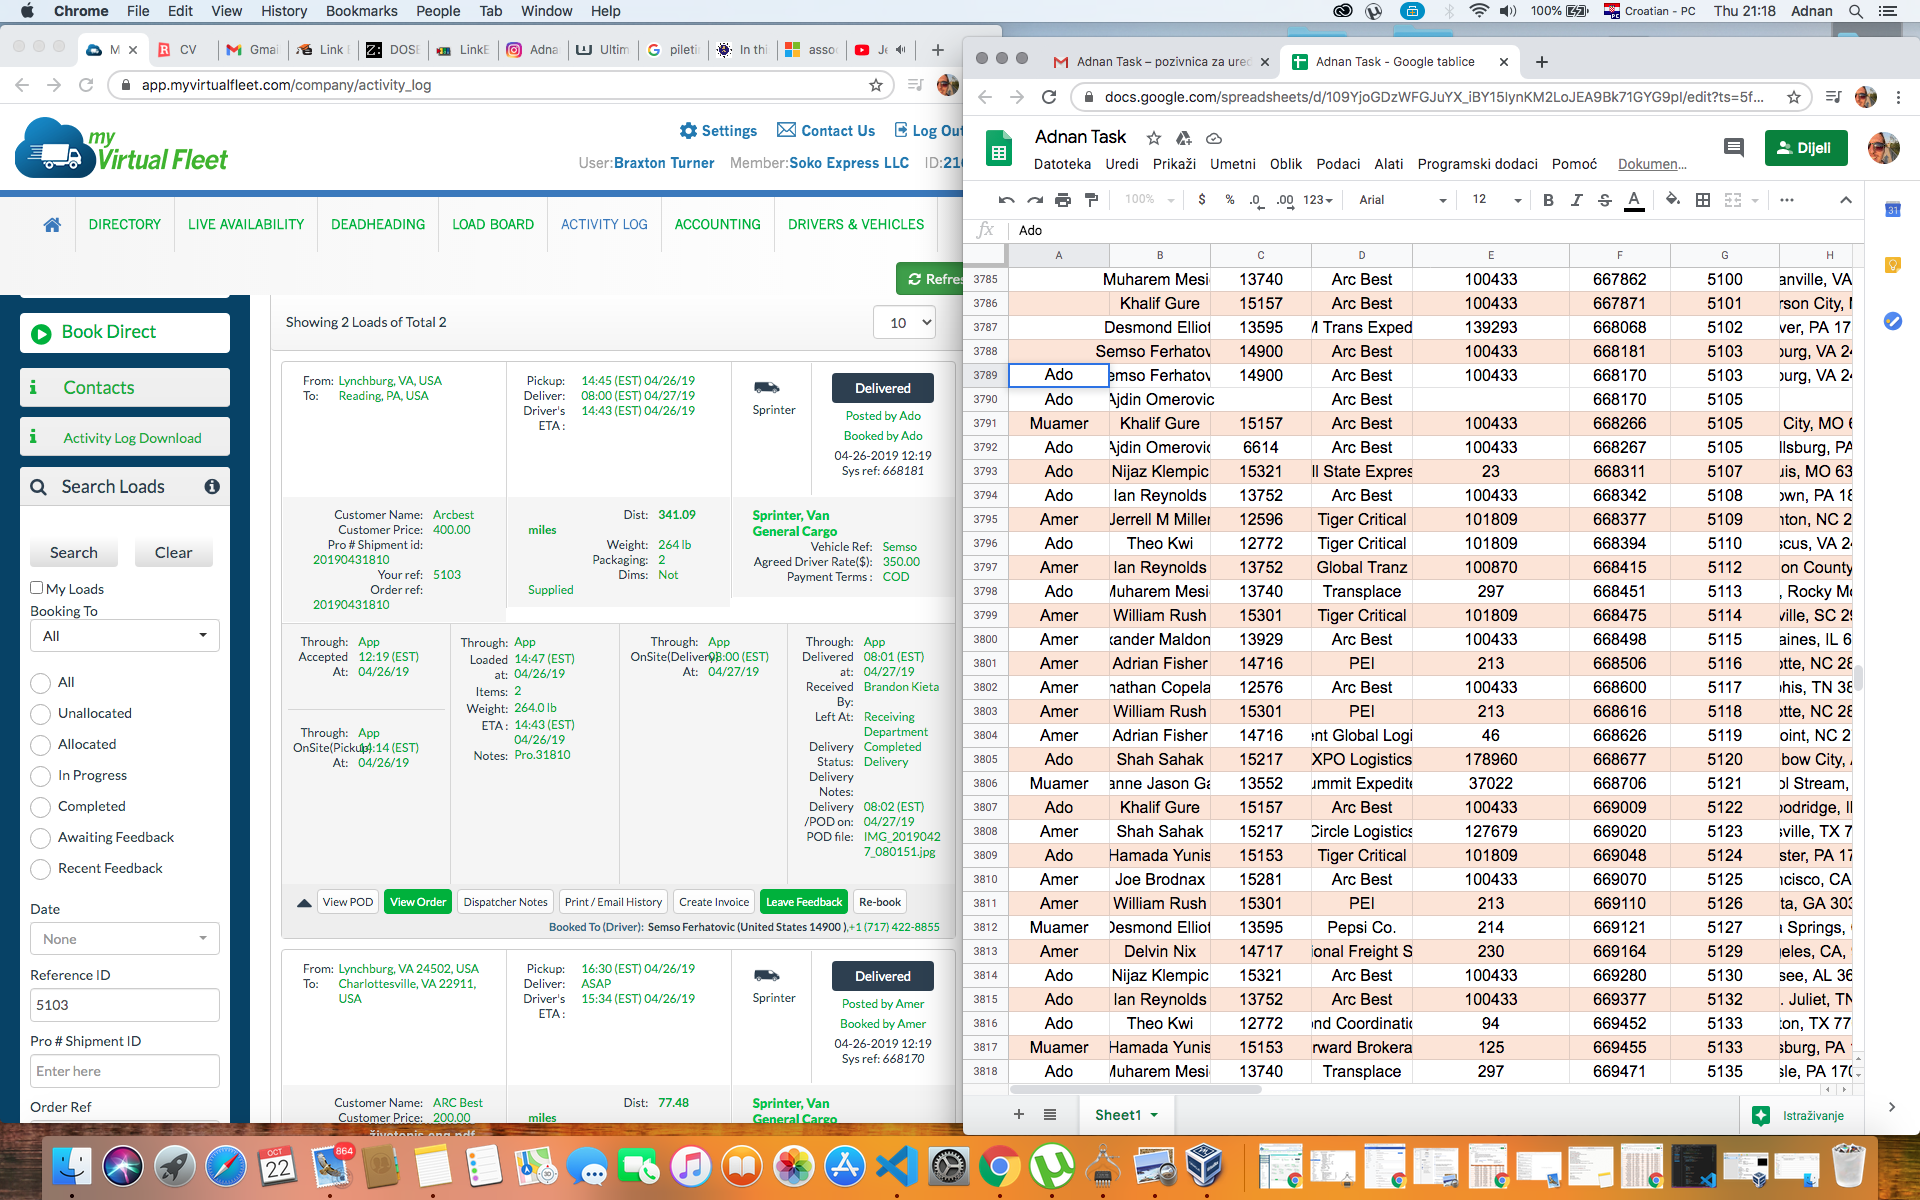 Chrome File Edit View History Bookmarks People Tab Window Help
100% Croatian - PC Thu 21:18 Adnan
M CV Gmai Link DOSE LinkE Adna Ultim pileti In thi asso Je
app.myvirtualfleet.com/company/activity_log
my
Virtual Fleet
Settings Contact Us Log Out
User:Braxton Turner Member:Soko Express LLC ID:21
DIRECTORY LIVE AVAILABILITY DEADHEADING LOAD BOARD ACTIVITY LOG ACCOUNTING DRIVERS & VEHICLES
Refre
Book Direct
Contacts
Activity Log Download
Search Loads
Search Clear
My Loads
Booking To
All
All
Unallocated
Allocated
In Progress
Completed
Awaiting Feedback
Recent Feedback
Date
None
Reference ID
5103
Pro # Shipment ID
Enter here
Order Ref
Showing 2 Loads of Total 2
10
From: Lynchburg, VA, USA
To: Reading, PA, USA
Pickup: 14:45 (EST) 04/26/19
Deliver: 08:00 (EST) 04/27/19
Driver's 14:43 (EST) 04/26/19
ETA :
Sprinter
Delivered
Posted by Ado
Booked by Ado
04-26-2019 12:19
Sys ref: 668181
Customer Name: Arcbest
Customer Price: 400.00
Pro # Shipment id:
20190431810
Your ref: 5103
Order ref:
20190431810
Dist: 341.09
miles
Weight: 264 lb
Packaging: 2
Dims: Not
Supplied
Sprinter, Van
General Cargo
Vehicle Ref: Semso
Agreed Driver Rate($): 350.00
Payment Terms : COD
Through: App
Accepted 12:19 (EST)
At: 04/26/19
Through: App
OnSite(Pickup) 14:14 (EST)
At: 04/26/19
Through: App
Loaded 14:47 (EST)
at: 04/26/19
Items: 2
Weight: 264.0 lb
ETA : 14:43 (EST)
04/26/19
Notes: Pro.31810
Through: App
OnSite(Delivery) 08:00 (EST)
At: 04/27/19
Through: App
Delivered 08:01 (EST)
at: 04/27/19
Received Brandon Kieta
By:
Left At: Receiving
Department
Delivery Completed
Status: Delivery
Delivery
Notes:
Delivery 08:02 (EST)
/POD on: 04/27/19
POD file: IMG_2019042
7_080151.jpg
View POD View Order Dispatcher Notes Print / Email History Create Invoice Leave Feedback Re-book
Booked To (Driver): Semso Ferhatovic (United States 14900 ),+1 (717) 422-8855
From: Lynchburg, VA 24502, USA
To: Charlottesville, VA 22911,
USA
Pickup: 16:30 (EST) 04/26/19
Deliver: ASAP
Driver's 15:34 (EST) 04/26/19
ETA :
Sprinter
Delivered
Posted by Amer
Booked by Amer
04-26-2019 12:19
Sys ref: 668170
Customer Name: ARC Best
Customer Price: 200.00
Dist: 77.48
miles
Sprinter, Van
General Cargo
životopis eng.pdf
Adnan Task – pozivnica za ured Adnan Task - Google tablice
docs.google.com/spreadsheets/d/109YjoGDzWFGJuYX_iBY15lynKM2LoJEA9Bk71GYG9pI/edit?ts=5f...
Adnan Task
Datoteka Uredi Prikaži Umetni Oblik Podaci Alati Programski dodaci Pomoć Dokumen...
Dijeli
100% $ % .0 .00 123 Arial 12 B I S A
31
fx Ado
A B C D E F G H
3785 Muharem Mesi 13740 Arc Best 100433 667862 5100 anville, VA
3786 Khalif Gure 15157 Arc Best 100433 667871 5101 rson City,
3787 Desmond Elliot 13595 M Trans Exped 139293 668068 5102 ver, PA 17
3788 Semso Ferhatov 14900 Arc Best 100433 668181 5103 burg, VA 24
3789 Ado emso Ferhatov 14900 Arc Best 100433 668170 5103 burg, VA 24
3790 Ado Ajdin Omerovic Arc Best 668170 5105
3791 Muamer Khalif Gure 15157 Arc Best 100433 668266 5105 City, MO 6
3792 Ado Ajdin Omerovic 6614 Arc Best 100433 668267 5105 llsburg, PA
3793 Ado Nijaz Klempic 15321 ll State Expres 23 668311 5107 uis, MO 63
3794 Ado Ian Reynolds 13752 Arc Best 100433 668342 5108 own, PA 18
3795 Amer Jerrell M Miller 12596 Tiger Critical 101809 668377 5109 nton, NC 2
3796 Ado Theo Kwi 12772 Tiger Critical 101809 668394 5110 scus, VA 24
3797 Amer Ian Reynolds 13752 Global Tranz 100870 668415 5112 on County
3798 Ado Muharem Mesi 13740 Transplace 297 668451 5113 , Rocky Mo
3799 Amer William Rush 15301 Tiger Critical 101809 668475 5114 ville, SC 29
3800 Amer xander Maldon 13929 Arc Best 100433 668498 5115 aines, IL 6
3801 Amer Adrian Fisher 14716 PEI 213 668506 5116 otte, NC 28
3802 Amer nathan Copela 12576 Arc Best 100433 668600 5117 phis, TN 38
3803 Amer William Rush 15301 PEI 213 668616 5118 otte, NC 28
3804 Amer Adrian Fisher 14716 ent Global Logi 46 668626 5119 oint, NC 2
3805 Ado Shah Sahak 15217 XPO Logistics 178960 668677 5120 bow City,
3806 Muamer anne Jason Ga 13552 ummit Expedite 37022 668706 5121 ol Stream,
3807 Ado Khalif Gure 15157 Arc Best 100433 669009 5122 odridge, I
3808 Amer Shah Sahak 15217 Circle Logistics 127679 669020 5123 sville, TX 7
3809 Ado Hamada Yunis 15153 Tiger Critical 101809 669048 5124 ster, PA 17
3810 Amer Joe Brodnax 15281 Arc Best 100433 669070 5125 ncisco, CA
3811 Amer William Rush 15301 PEI 213 669110 5126 ta, GA 303
3812 Muamer Desmond Elliot 13595 Pepsi Co. 214 669121 5127 a Springs,
3813 Amer Delvin Nix 14717 ional Freight S 230 669164 5129 geles, CA,
3814 Ado Nijaz Klempic 15321 Arc Best 100433 669280 5130 see, AL 36
3815 Amer Ian Reynolds 13752 Arc Best 100433 669377 5132 . Juliet, TN
3816 Ado Theo Kwi 12772 ond Coordinatio 94 669452 5133 ton, TX 77
3817 Muamer Hamada Yunis 15153 rward Brokera 125 669455 5133 sburg, PA
3818 Ado Muharem Mesi 13740 Transplace 297 669471 5135 sle, PA 170
Sheet1
Istraživanje
OCT
22
864